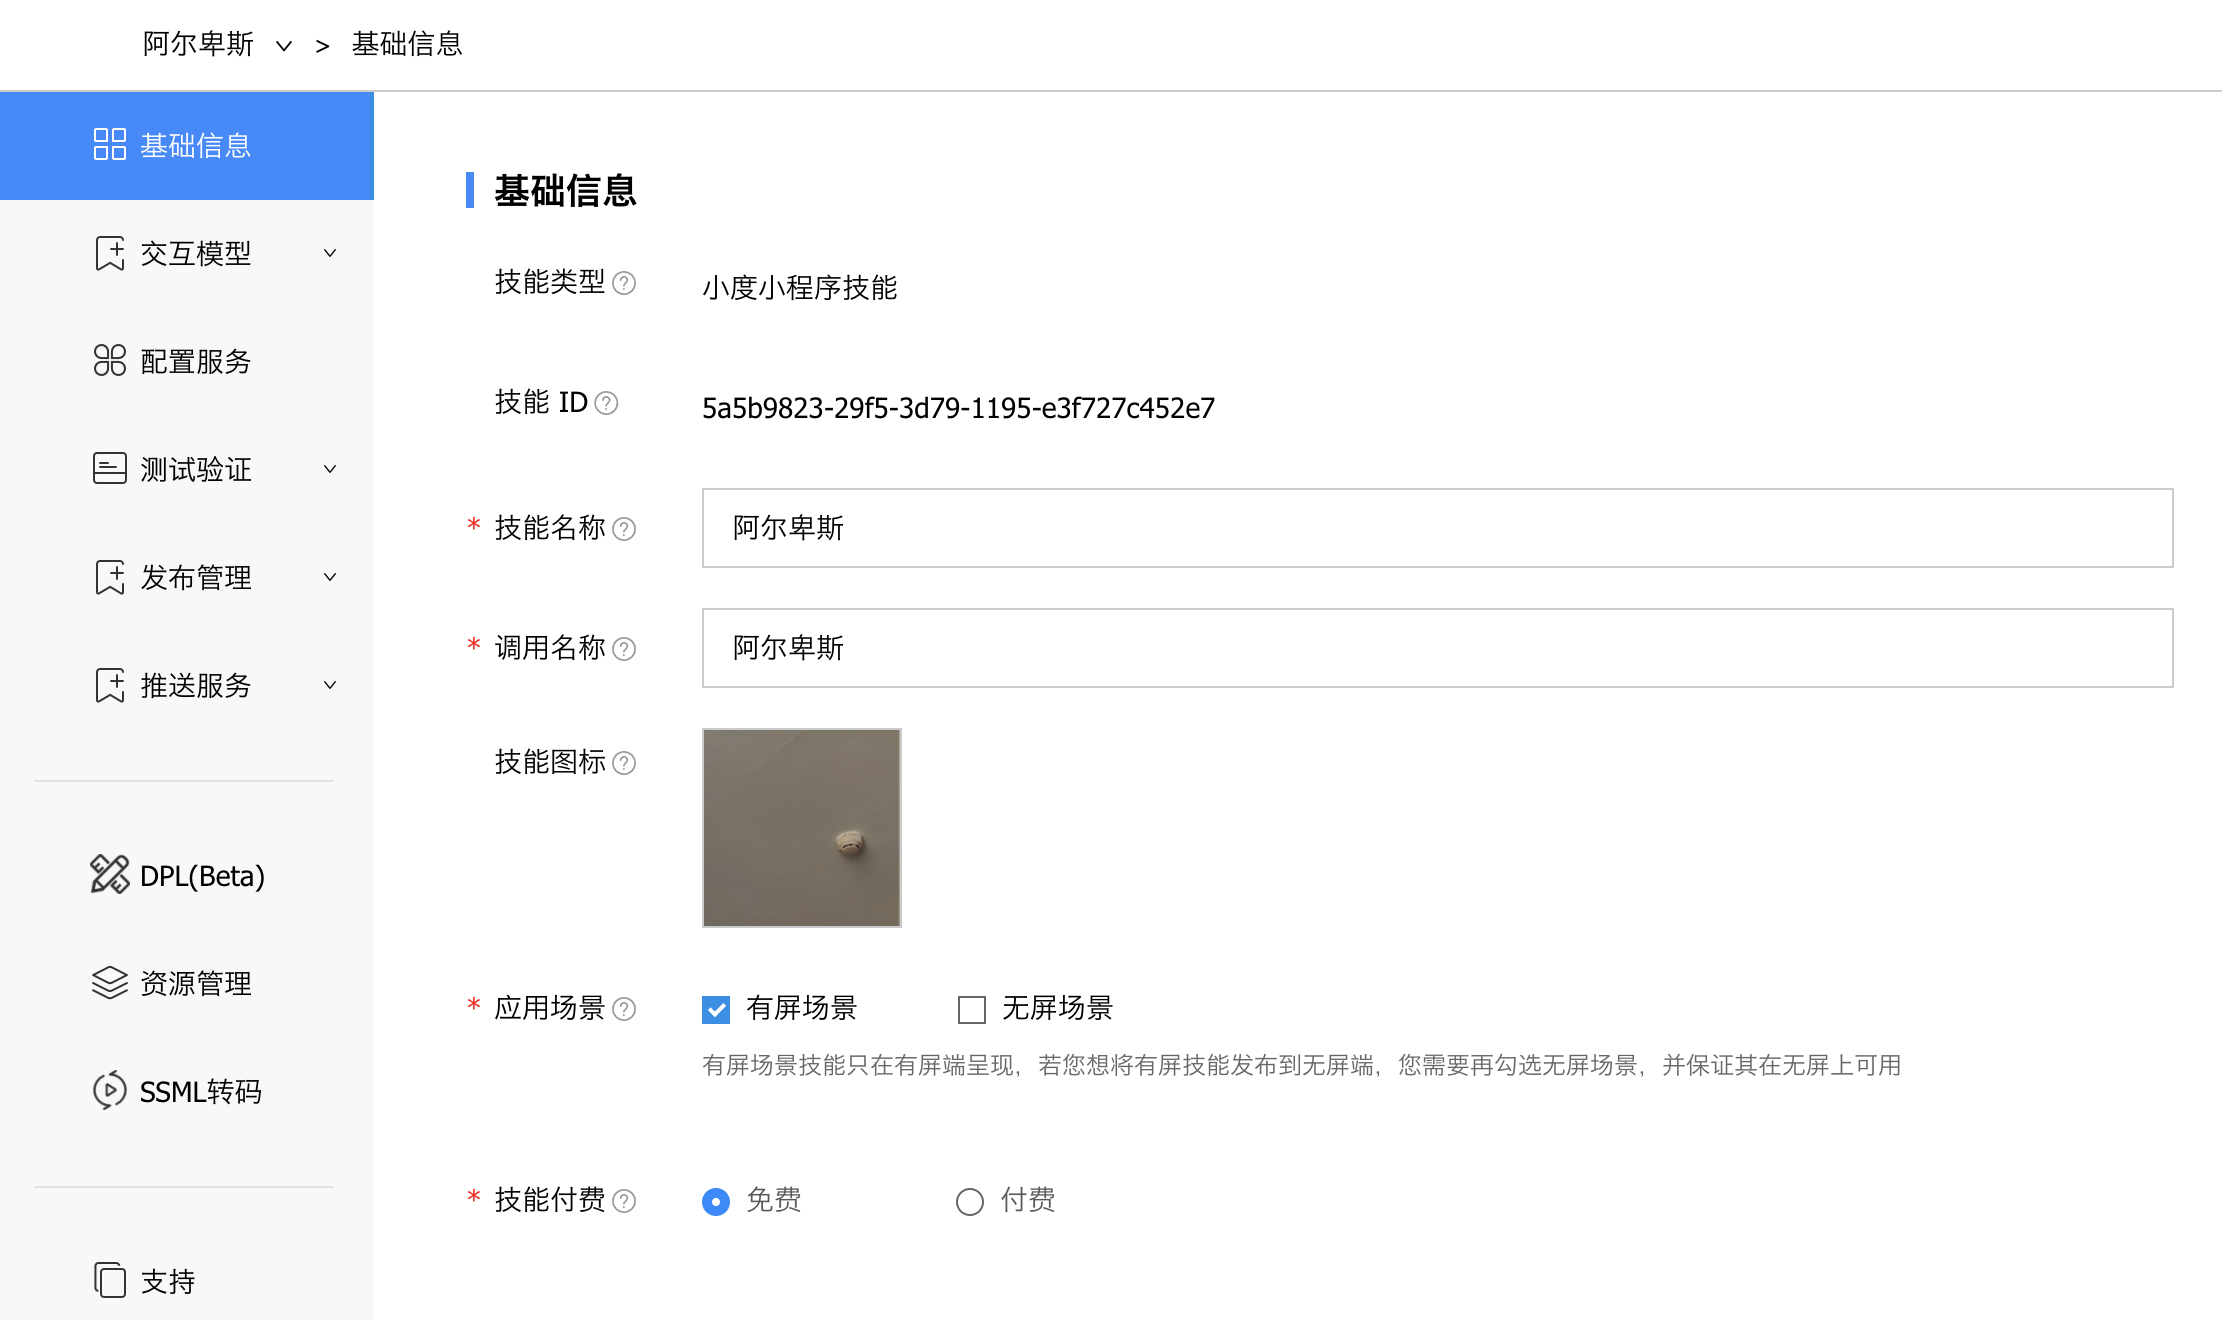 阿尔卑斯 > 基础信息
基础信息
交互模型
配置服务
测试验证
发布管理
推送服务
DPL(Beta)
资源管理
SSML转码
支持
基础信息
技能类型 ? 小度小程序技能
技能 ID ? 5a5b9823-29f5-3d79-1195-e3f727c452e7
* 技能名称 ? 阿尔卑斯
* 调用名称 ? 阿尔卑斯
技能图标 ?
* 应用场景 ? 有屏场景 无屏场景
有屏场景技能只在有屏端呈现，若您想将有屏技能发布到无屏端，您需要再勾选无屏场景，并保证其在无屏上可用
* 技能付费 ? 免费 付费